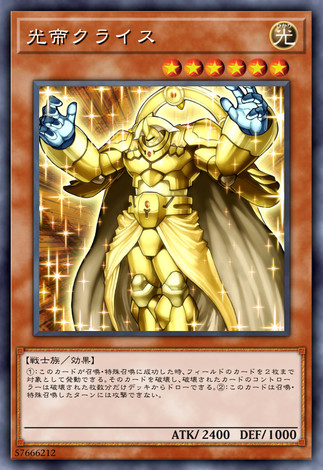 光帝クライス
光
【戦士族／効果】
①：このカードが召喚・特殊召喚に成功した時、フィールドのカードを２枚まで
対象として発動できる。そのカードを破壊し、破壊されたカードのコントロー
ラーは破壊された枚数分だけデッキからドローできる。②：このカードは召喚・
特殊召喚したターンには攻撃できない。
ATK/ 2400 DEF/1000
57666212